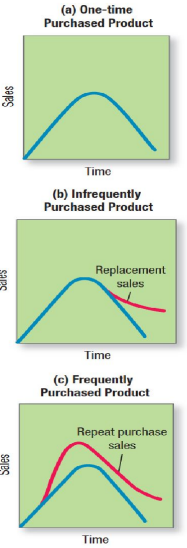 (a) One-time
Purchased Product
Sales
Time
(b) Infrequently
Purchased Product
Sales
Replacement
sales
Time
(c) Frequently
Purchased Product
Sales
Repeat purchase
sales
Time